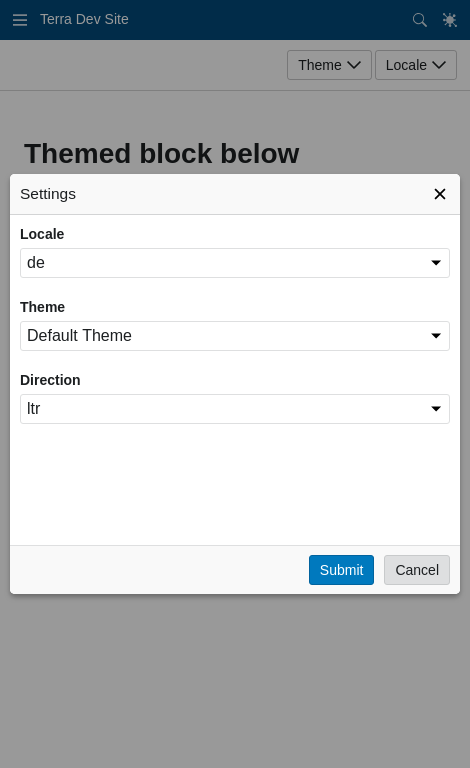 Terra Dev Site
Theme Locale
Themed block below
Settings
Locale
de
Theme
Default Theme
Direction
ltr
Submit Cancel